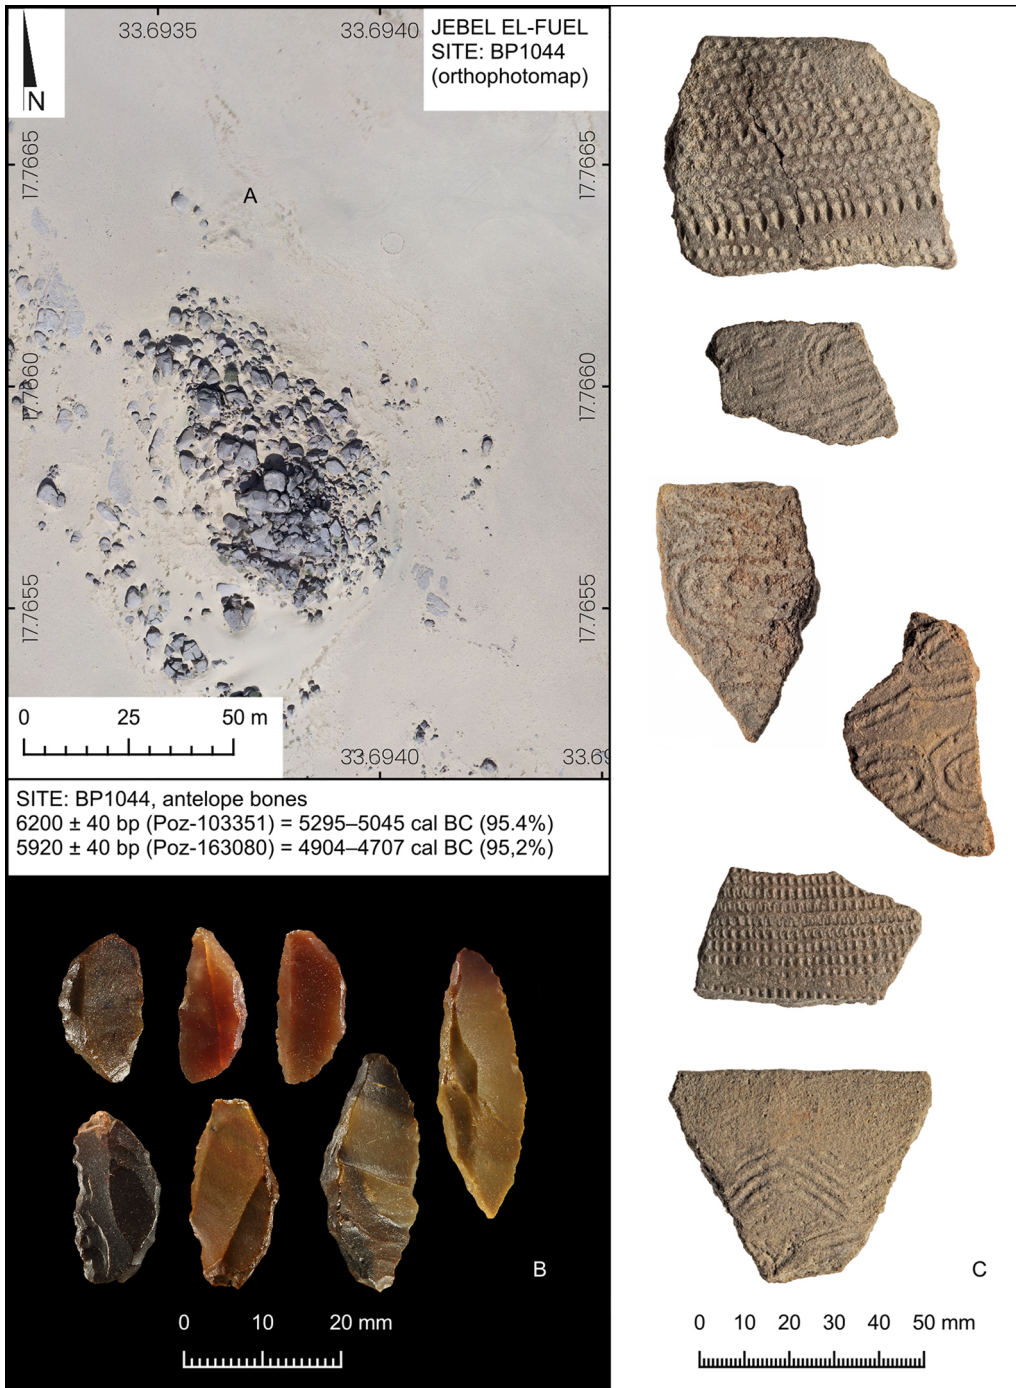 33.6935
33.6940
JEBEL EL-FUEL
SITE: BP1044
(orthophotomap)
N
17.7665
17.7665
A
17.7660
17.7660
17.7655
17.7655
0 25 50 m
33.6940
33.69
SITE: BP1044, antelope bones
6200 ± 40 bp (Poz-103351) = 5295–5045 cal BC (95.4%)
5920 ± 40 bp (Poz-163080) = 4904–4707 cal BC (95,2%)
B
0 10 20 mm
C
0 10 20 30 40 50 mm